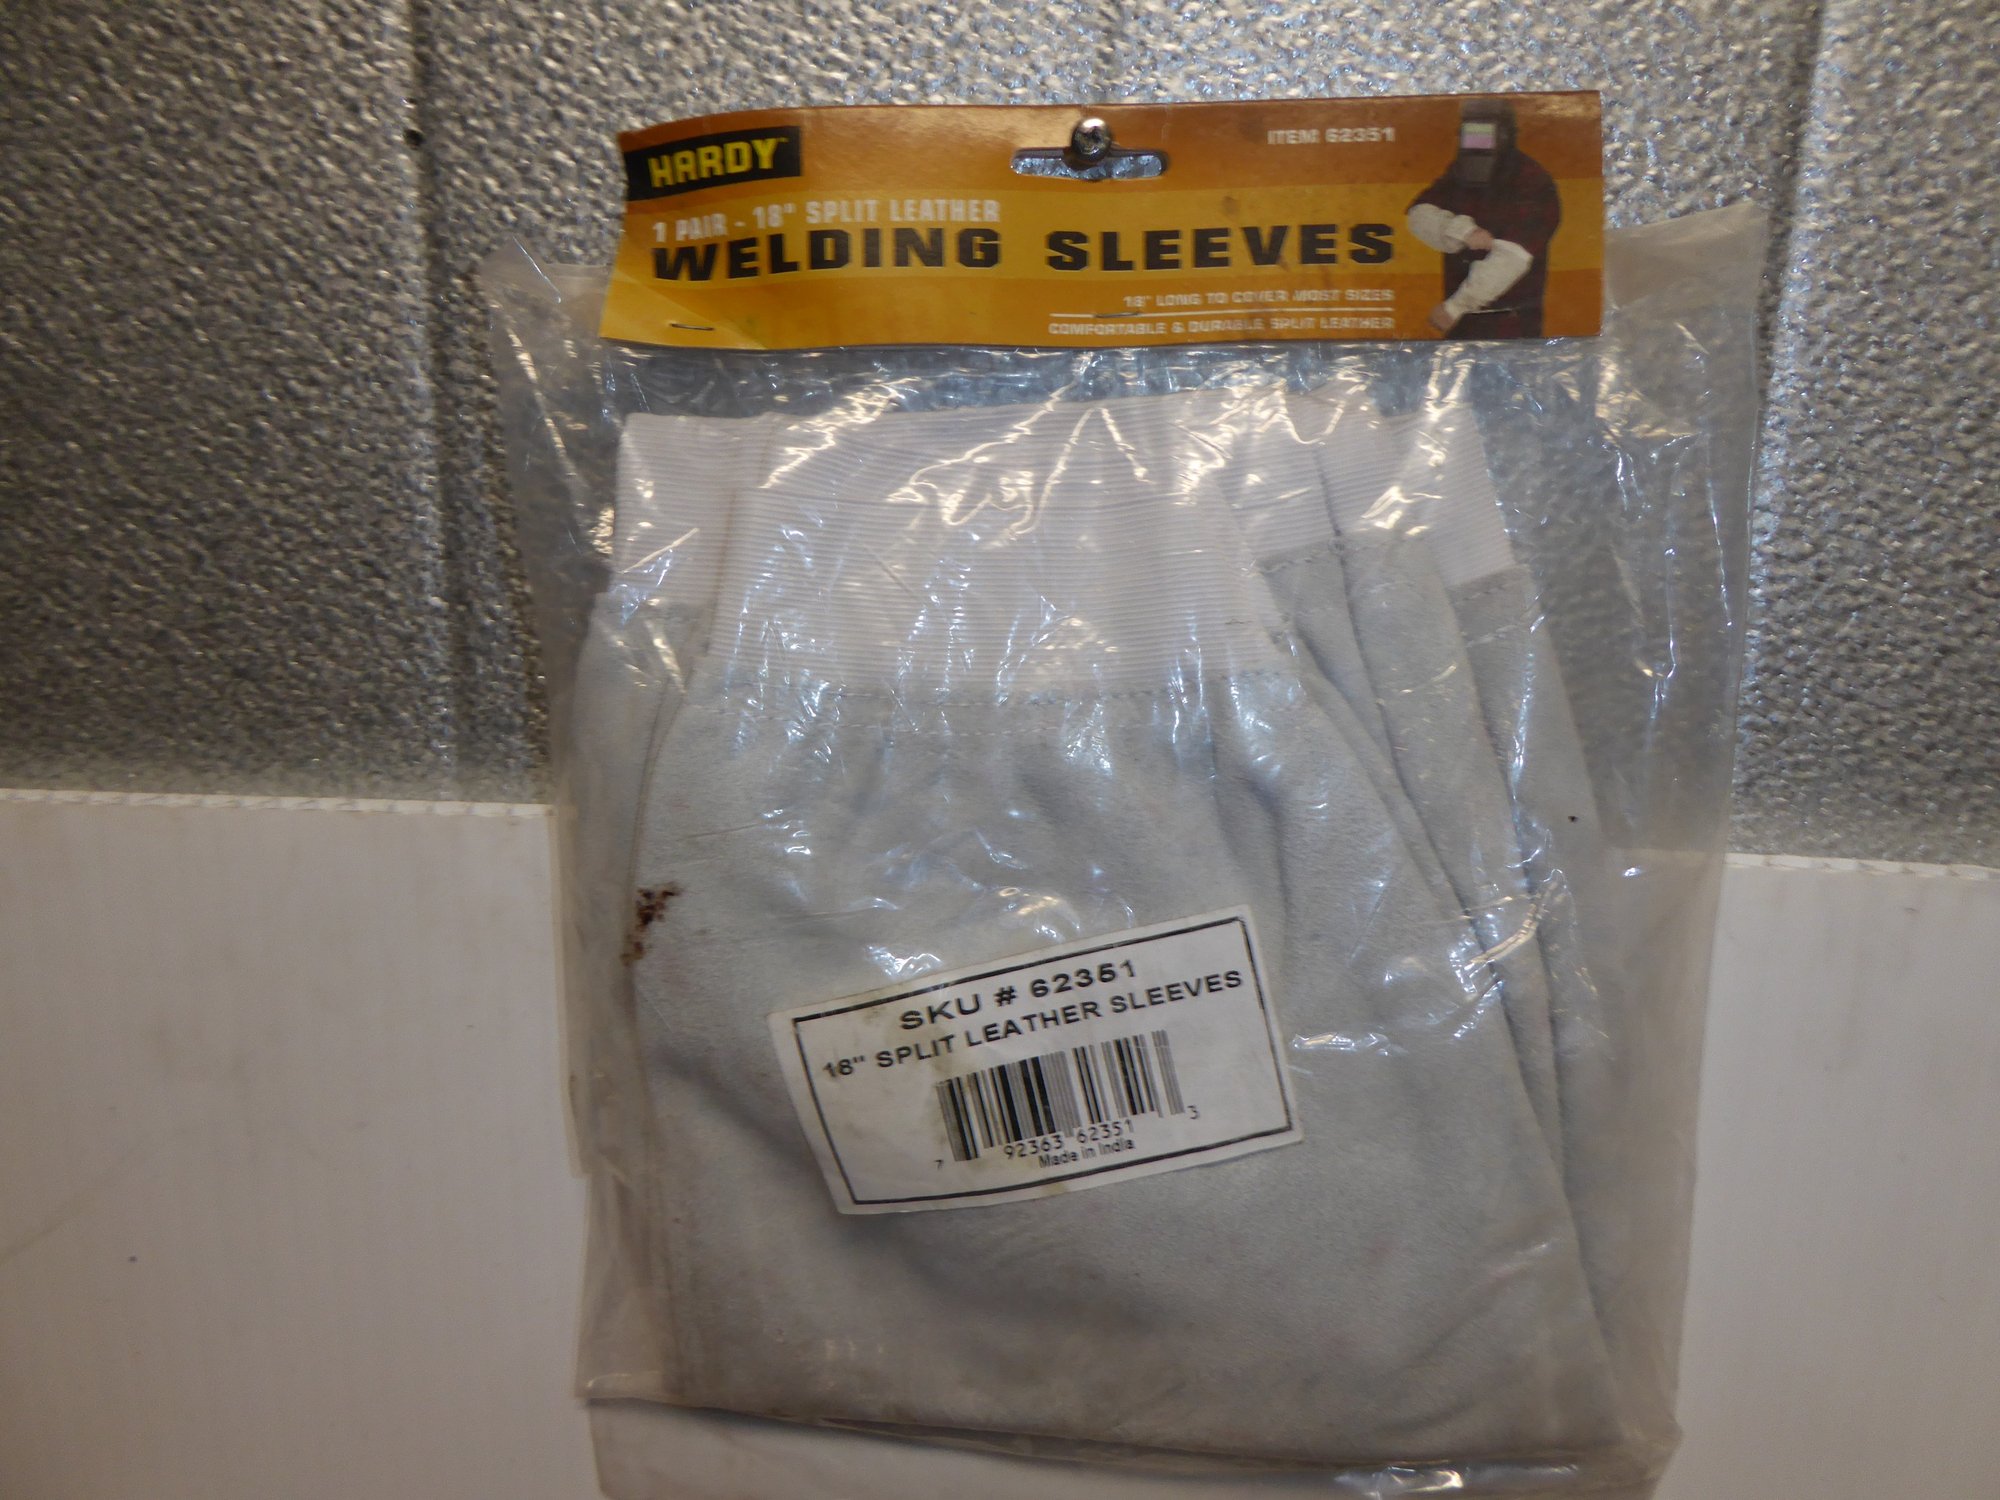 HARDY™
ITEM 62351
1 PAIR - 18" SPLIT LEATHER
WELDING SLEEVES
18" LONG TO COVER MOST SIZES
COMFORTABLE & DURABLE SPLIT LEATHER
SKU # 62351
18" SPLIT LEATHER SLEEVES
7 92363 62351 3
Made in India